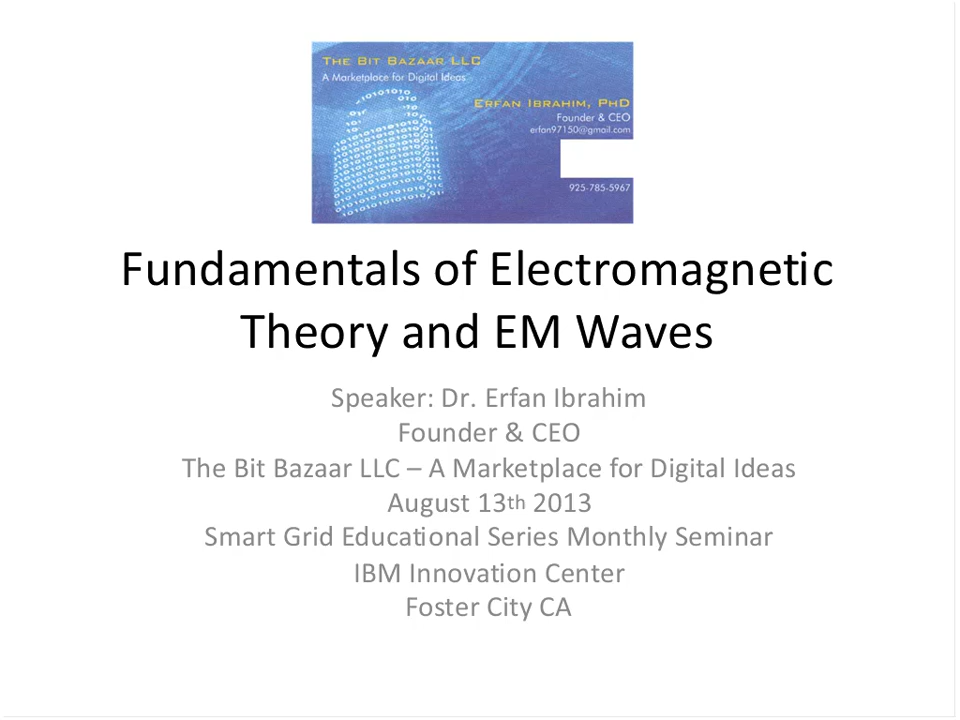 THE BIT BAZAAR LLC
A Marketplace for Digital Ideas
ERFAN IBRAHIM, PHD
Founder & CEO
erfan97150@gmail.com
925-785-5967
Fundamentals of Electromagnetic
Theory and EM Waves
Speaker: Dr. Erfan Ibrahim
Founder & CEO
The Bit Bazaar LLC – A Marketplace for Digital Ideas
August 13th 2013
Smart Grid Educational Series Monthly Seminar
IBM Innovation Center
Foster City CA